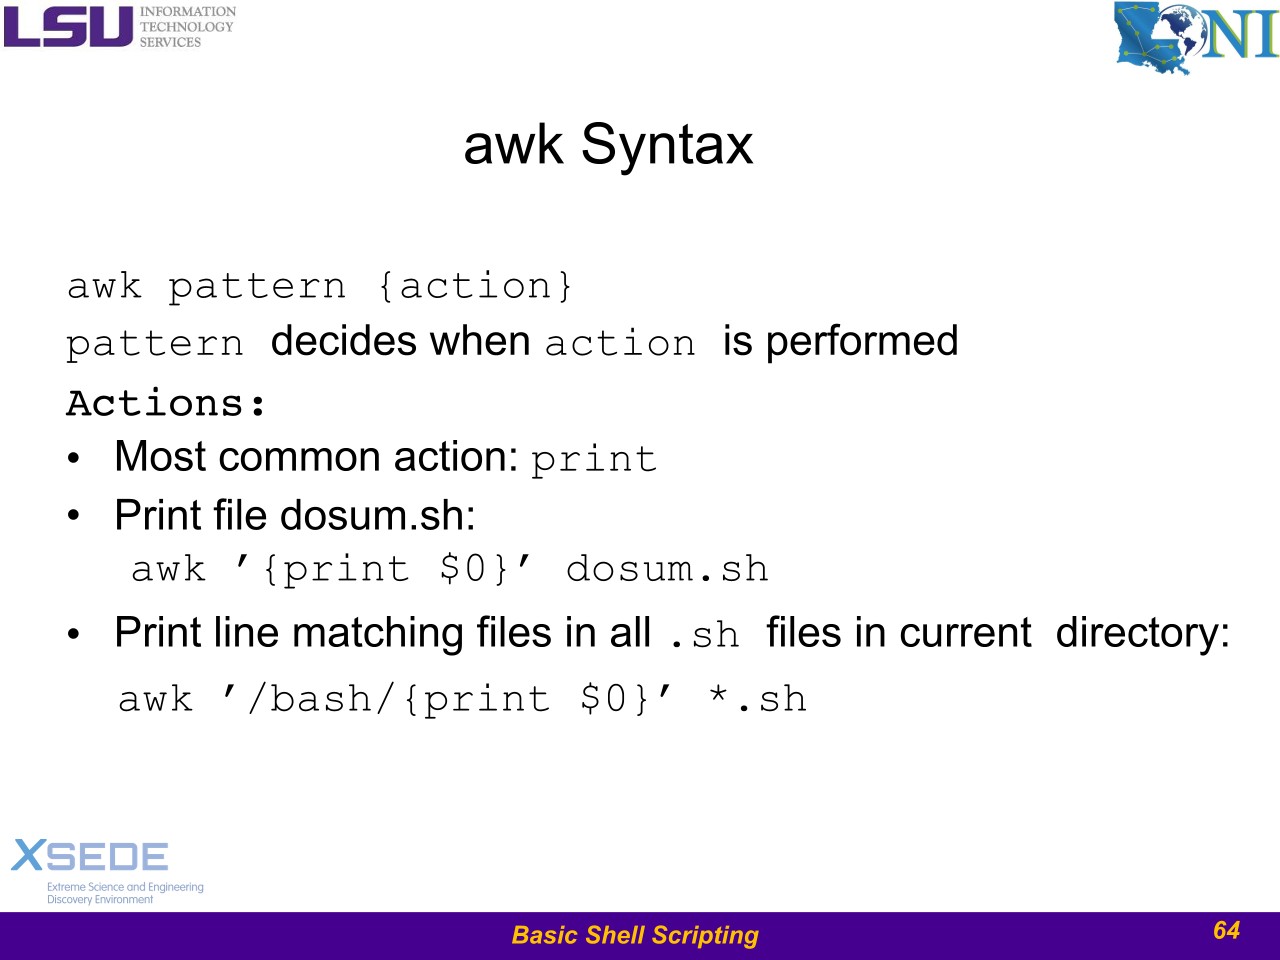 LSU INFORMATION
TECHNOLOGY
SERVICES
LONI
awk Syntax
awk pattern {action}
pattern decides when action is performed
Actions:
• Most common action: print
• Print file dosum.sh:
awk ’{print $0}’ dosum.sh
• Print line matching files in all .sh files in current directory:
awk ’/bash/{print $0}’ *.sh
XSEDE
Extreme Science and Engineering
Discovery Environment
Basic Shell Scripting
64